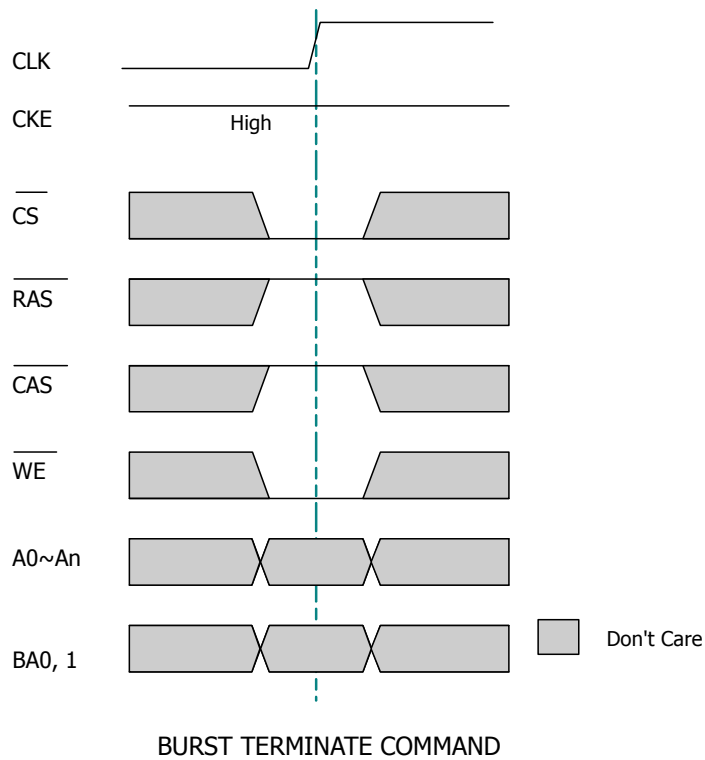 CLK
CKE
High
CS
RAS
CAS
WE
A0~An
BA0, 1
Don't Care
BURST TERMINATE COMMAND